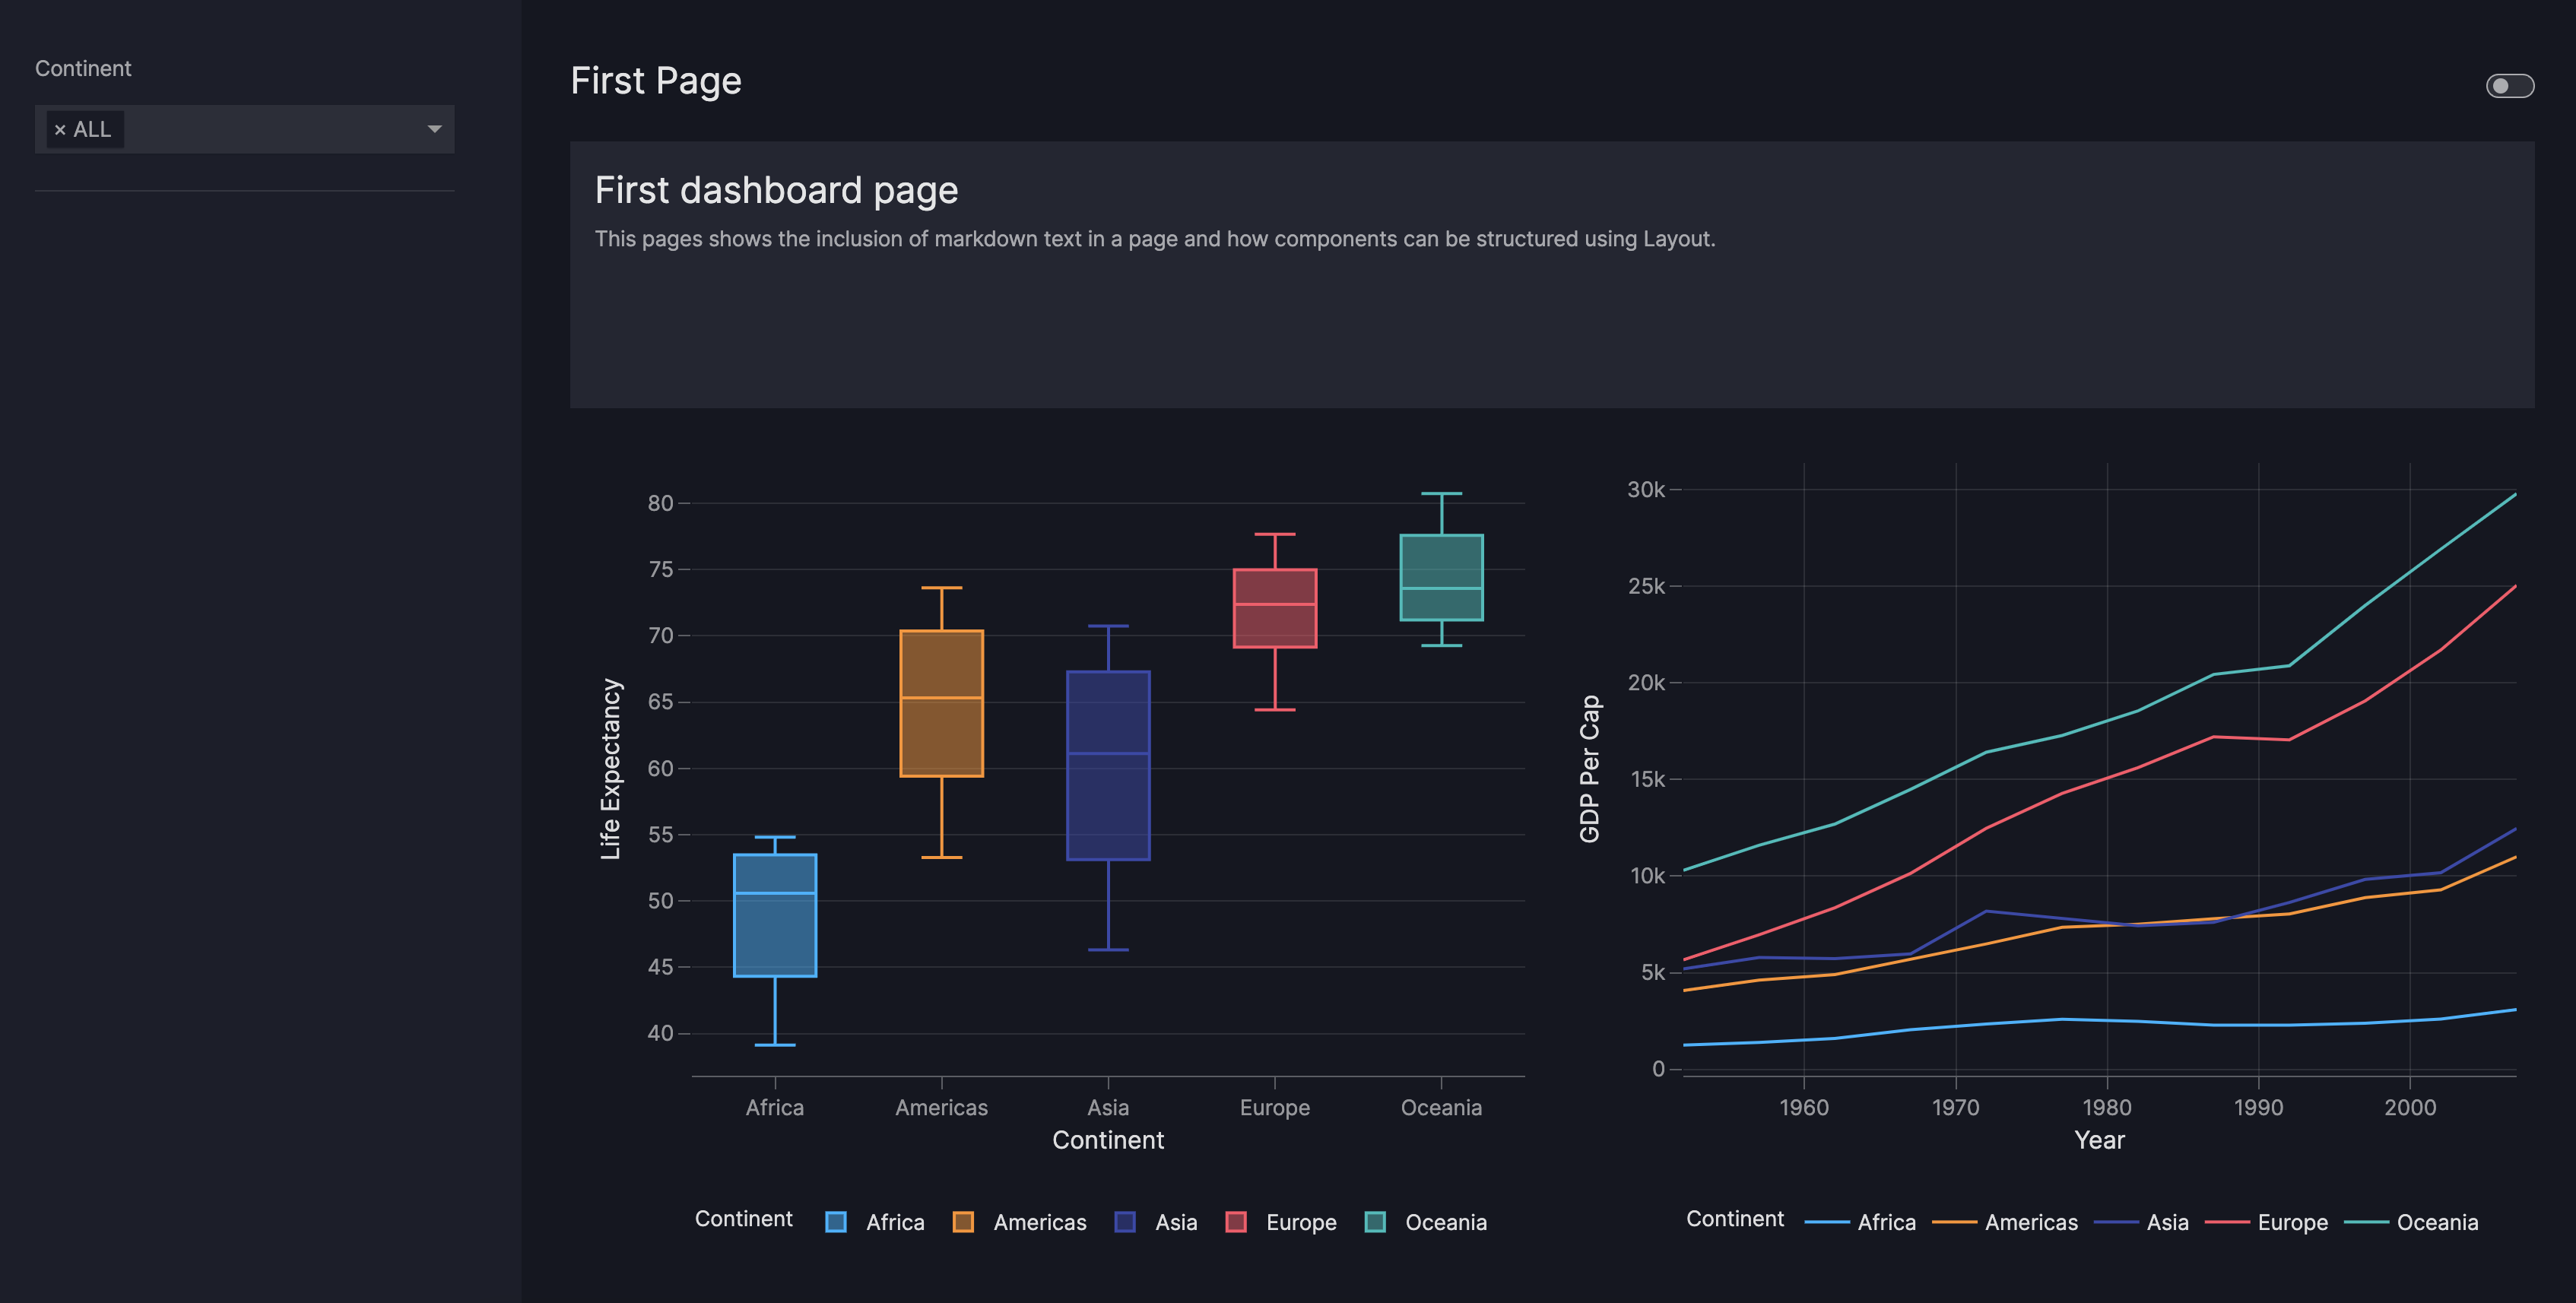 Continent
× ALL
First Page
First dashboard page
This pages shows the inclusion of markdown text in a page and how components can be structured using Layout.
80
75
70
65
60
55
50
45
40
Life Expectancy
Africa Americas Asia Europe Oceania
Continent
Continent Africa Americas Asia Europe Oceania
30k
25k
20k
15k
10k
5k
0
GDP Per Cap
1960 1970 1980 1990 2000
Year
Continent Africa Americas Asia Europe Oceania